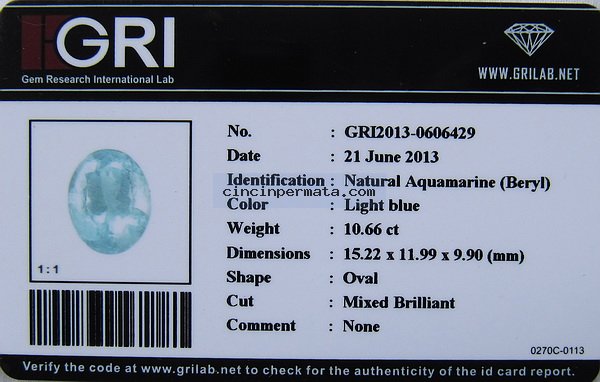 GRI
Gem Research International Lab
WWW.GRILAB.NET
No. : GRI2013-0606429
Date : 21 June 2013
Identification : Natural Aquamarine (Beryl)
cincinpermata.com
Color : Light blue
Weight : 10.66 ct
Dimensions : 15.22 x 11.99 x 9.90 (mm)
Shape : Oval
Cut : Mixed Brilliant
Comment : None
1:1
0270C-0113
Verify the code at www.grilab.net to check for the authenticity of the id card report.